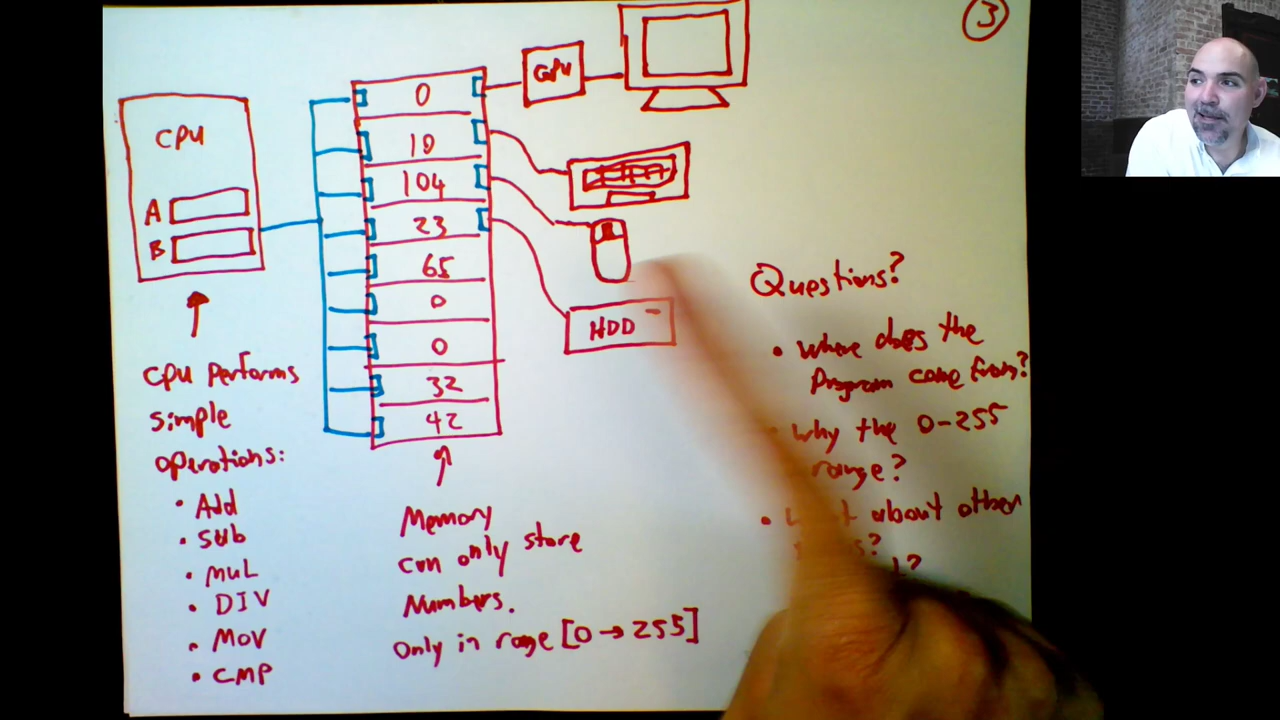 3
CPU
A
B
CPU performs
simple
operations:
• Add
• SUB
• MUL
• DIV
• MOV
• CMP
0
19
104
23
65
0
0
32
42
Memory
can only store
Numbers.
Only in range [0→255]
GPU
HDD
Questions?
• Where does the
Program come from?
why the 0-255
range?
• about other